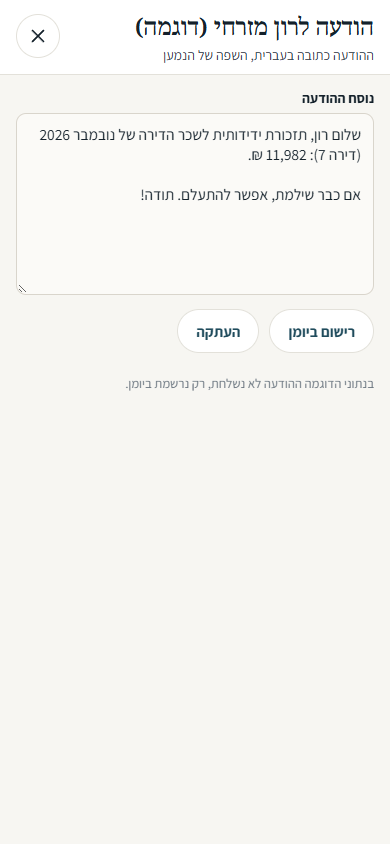 הודעה לרון מזרחי (דוגמה)
ההודעה כתובה בעברית, השפה של הנמען
נוסח ההודעה
שלום רון, תזכורת ידידותית לשכר הדירה של נובמבר 2026
(דירה 7): 11,982 ₪.
אם כבר שילמת, אפשר להתעלם. תודה!
רישום ביומן
העתקה
בנתוני הדוגמה ההודעה לא נשלחת, רק נרשמת ביומן.